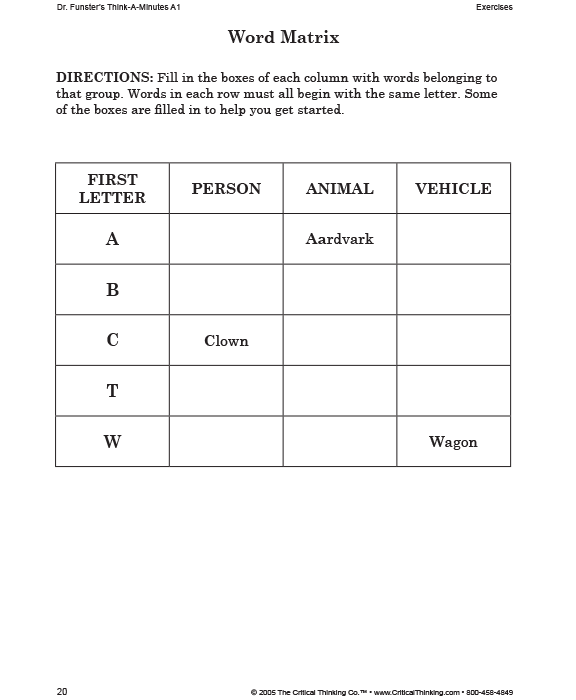 Dr. Funster's Think-A-Minutes A1 Exercises
Word Matrix
DIRECTIONS: Fill in the boxes of each column with words belonging to
that group. Words in each row must all begin with the same letter. Some
of the boxes are filled in to help you get started.
FIRST
LETTER PERSON ANIMAL VEHICLE
A Aardvark
B
C Clown
T
W Wagon
20 © 2005 The Critical Thinking Co.™ • www.CriticalThinking.com • 800-458-4849